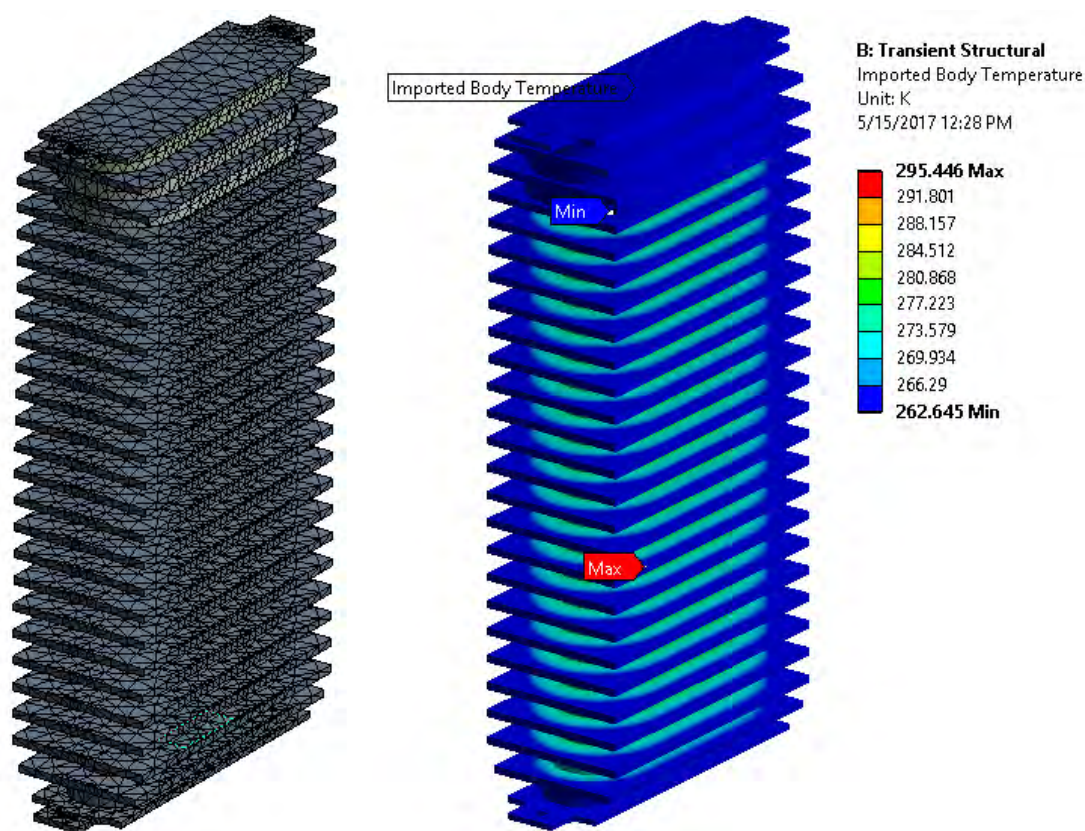 B: Transient Structural
Imported Body Temperature
Unit: K
5/15/2017 12:28 PM
Imported Body Temperature
295.446 Max
291.801
288.157
284.512
280.868
277.223
273.579
269.934
266.29
262.645 Min
Min
Max